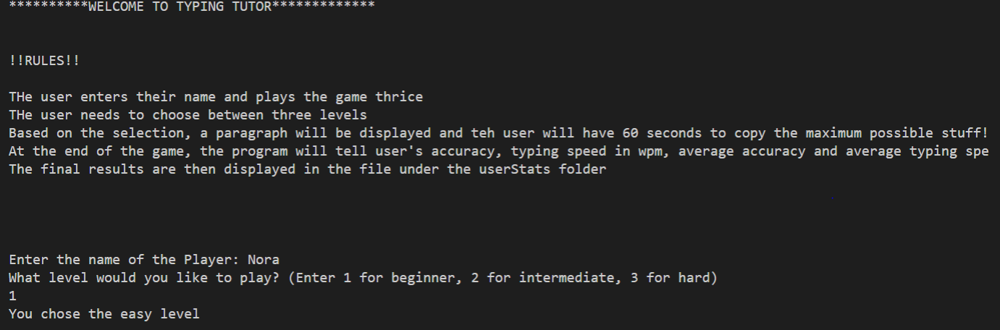 **********WELCOME TO TYPING TUTOR*************
!!RULES!!
THe user enters their name and plays the game thrice
THe user needs to choose between three levels
Based on the selection, a paragraph will be displayed and teh user will have 60 seconds to copy the maximum possible stuff!
At the end of the game, the program will tell user's accuracy, typing speed in wpm, average accuracy and average typing spe
The final results are then displayed in the file under the userStats folder
Enter the name of the Player: Nora
What level would you like to play? (Enter 1 for beginner, 2 for intermediate, 3 for hard)
1
You chose the easy level